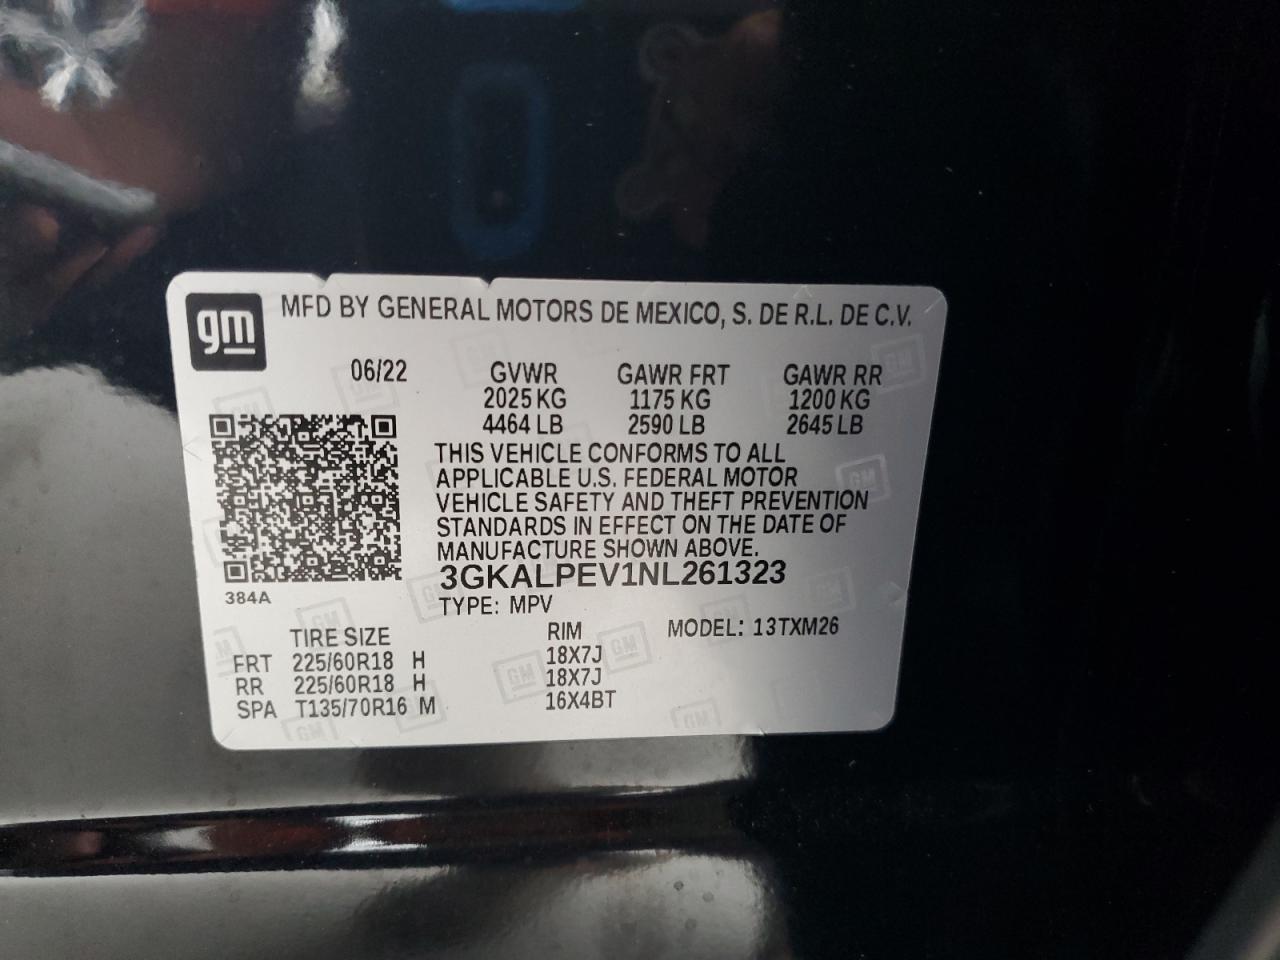 gm MFD BY GENERAL MOTORS DE MEXICO, S. DE R.L. DE C.V.
06/22 GVWR GAWR FRT GAWR RR
2025 KG 1175 KG 1200 KG
4464 LB 2590 LB 2645 LB
THIS VEHICLE CONFORMS TO ALL
APPLICABLE U.S. FEDERAL MOTOR
VEHICLE SAFETY AND THEFT PREVENTION
STANDARDS IN EFFECT ON THE DATE OF
MANUFACTURE SHOWN ABOVE.
3GKALPEV1NL261323
384A
TYPE: MPV
TIRE SIZE RIM MODEL: 13TXM26
FRT 225/60R18 H 18X7J
RR 225/60R18 H 18X7J
SPA T135/70R16 M 16X4BT